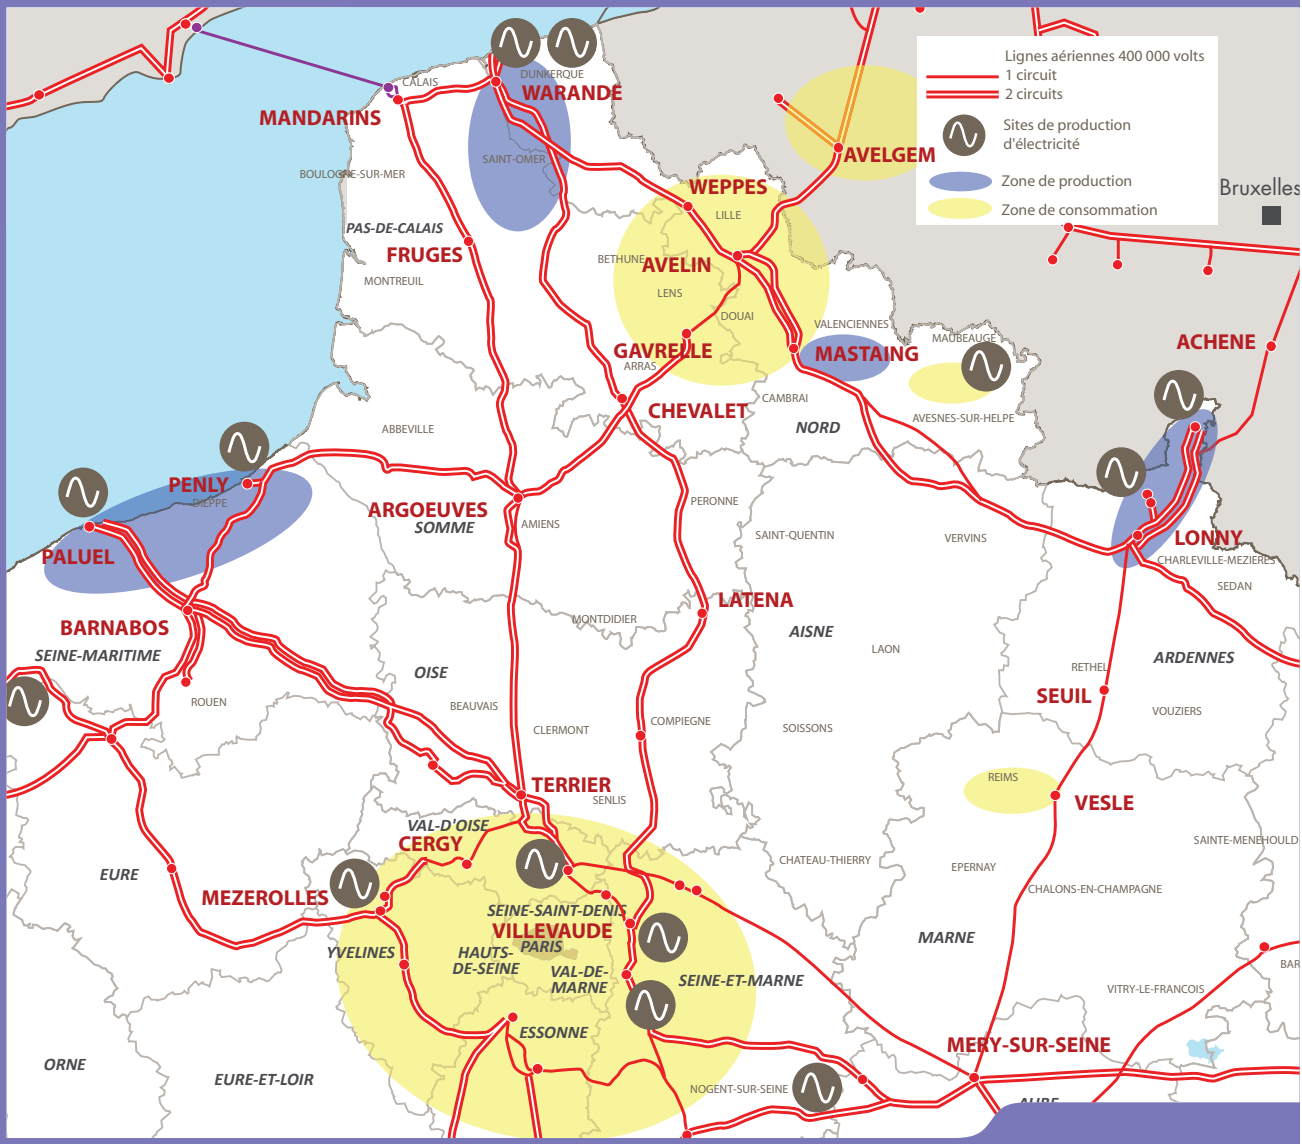 Lignes aériennes 400 000 volts
1 circuit
2 circuits
Sites de production
d'électricité
Zone de production
Zone de consommation
Bruxelles
CALAIS
DUNKERQUE
WARANDE
MANDARINS
AVELGEM
SAINT-OMER
BOULOGNE-SUR-MER
WEPPES
LILLE
PAS-DE-CALAIS
FRUGES
BETHUNE
AVELIN
MONTREUIL
LENS
DOUAI
VALENCIENNES
MAUBEAUGE
ACHENE
GAVRELLE
MASTAING
ARRAS
CAMBRAI
CHEVALET
AVESNES-SUR-HELPE
ABBEVILLE
NORD
PENLY
DIEPPE
PERONNE
ARGOEUVES
SOMME
AMIENS
SAINT-QUENTIN
VERVINS
LONNY
PALUEL
CHARLEVILLE-MEZIERES
SEDAN
LATENA
MONTDIDIER
BARNABOS
AISNE
SEINE-MARITIME
LAON
ARDENNES
RETHEL
OISE
SEUIL
ROUEN
BEAUVAIS
VOUZIERS
COMPIEGNE
CLERMONT
SOISSONS
REIMS
TERRIER
SENLIS
VESLE
VAL-D'OISE
CERGY
SAINTE-MENEHOULD
CHATEAU-THIERRY
EPERNAY
EURE
CHALONS-EN-CHAMPAGNE
MEZEROLLES
SEINE-SAINT-DENIS
VILLEVAUDE
MARNE
YVELINES
HAUTS-
DE-SEINE
PARIS
VAL-DE-
MARNE
SEINE-ET-MARNE
BAR
VITRY-LE-FRANCOIS
ESSONNE
MERY-SUR-SEINE
ORNE
EURE-ET-LOIR
NOGENT-SUR-SEINE
AUBE